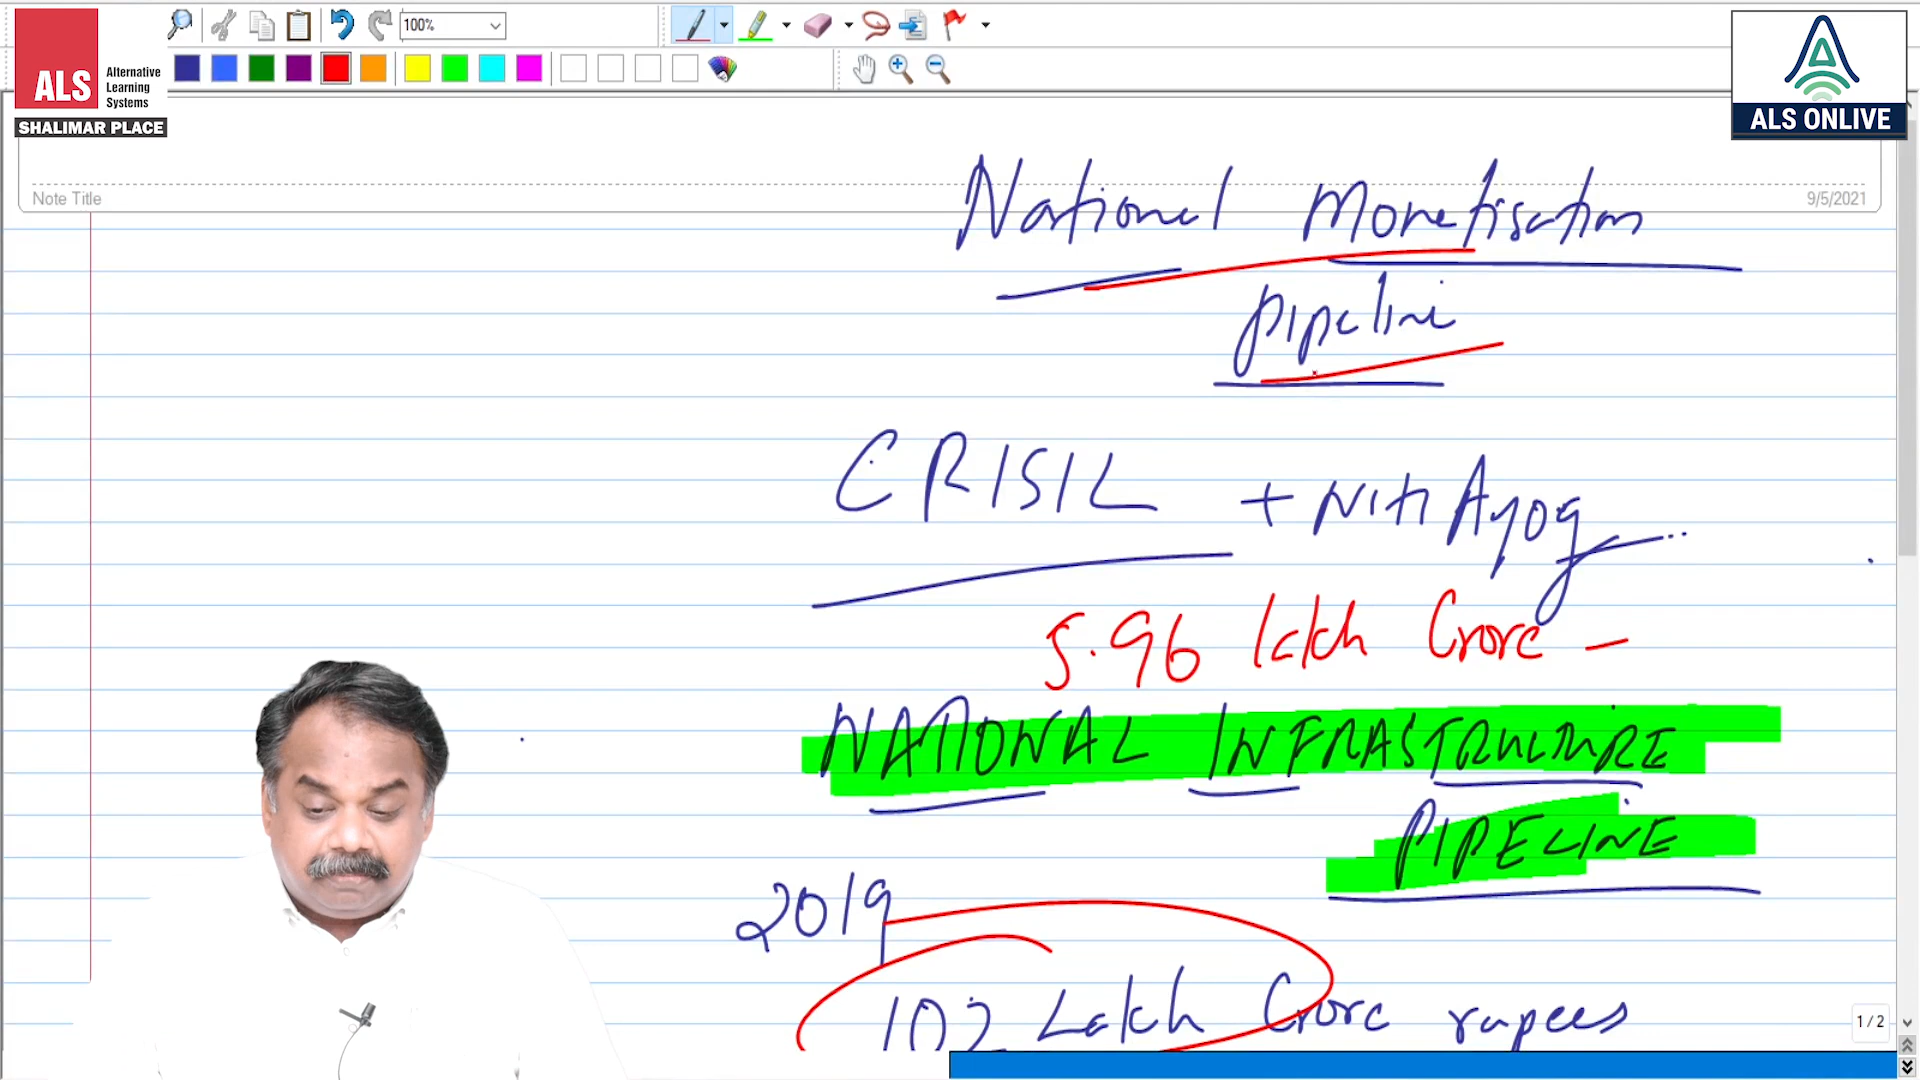 100%
ALS
Alternative
Learning
Systems
SHALIMAR PLACE
ALS ONLIVE
Note Title
9/5/2021
National Monetisation
pipeline
CRISIL + NITI Ayog
5.96 lakh Crore -
NATIONAL INFRASTRUCTURE
PIPELINE
2019
102 Lakh Crore rupees
1 / 2